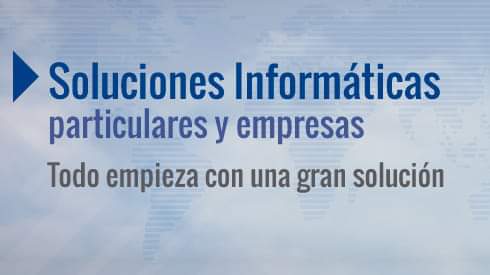 Soluciones Informáticas
particulares y empresas
Todo empieza con una gran solución